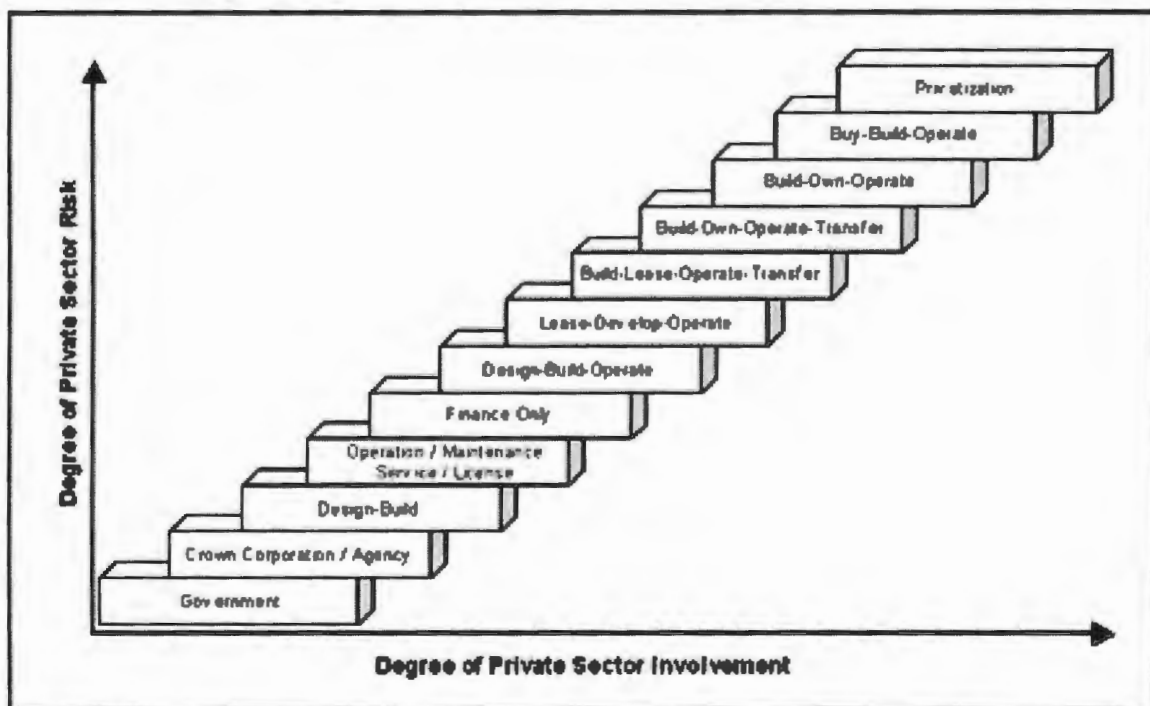 Privatization
Buy-Build-Operate
Build-Own-Operate
Build-Own-Operate-Transfer
Build-Lease-Operate-Transfer
Lease-Develop-Operate
Design-Build-Operate
Finance Only
Operation / Maintenance
Service / License
Design-Build
Crown Corporation / Agency
Government
Degree of Private Sector Risk
Degree of Private Sector Involvement